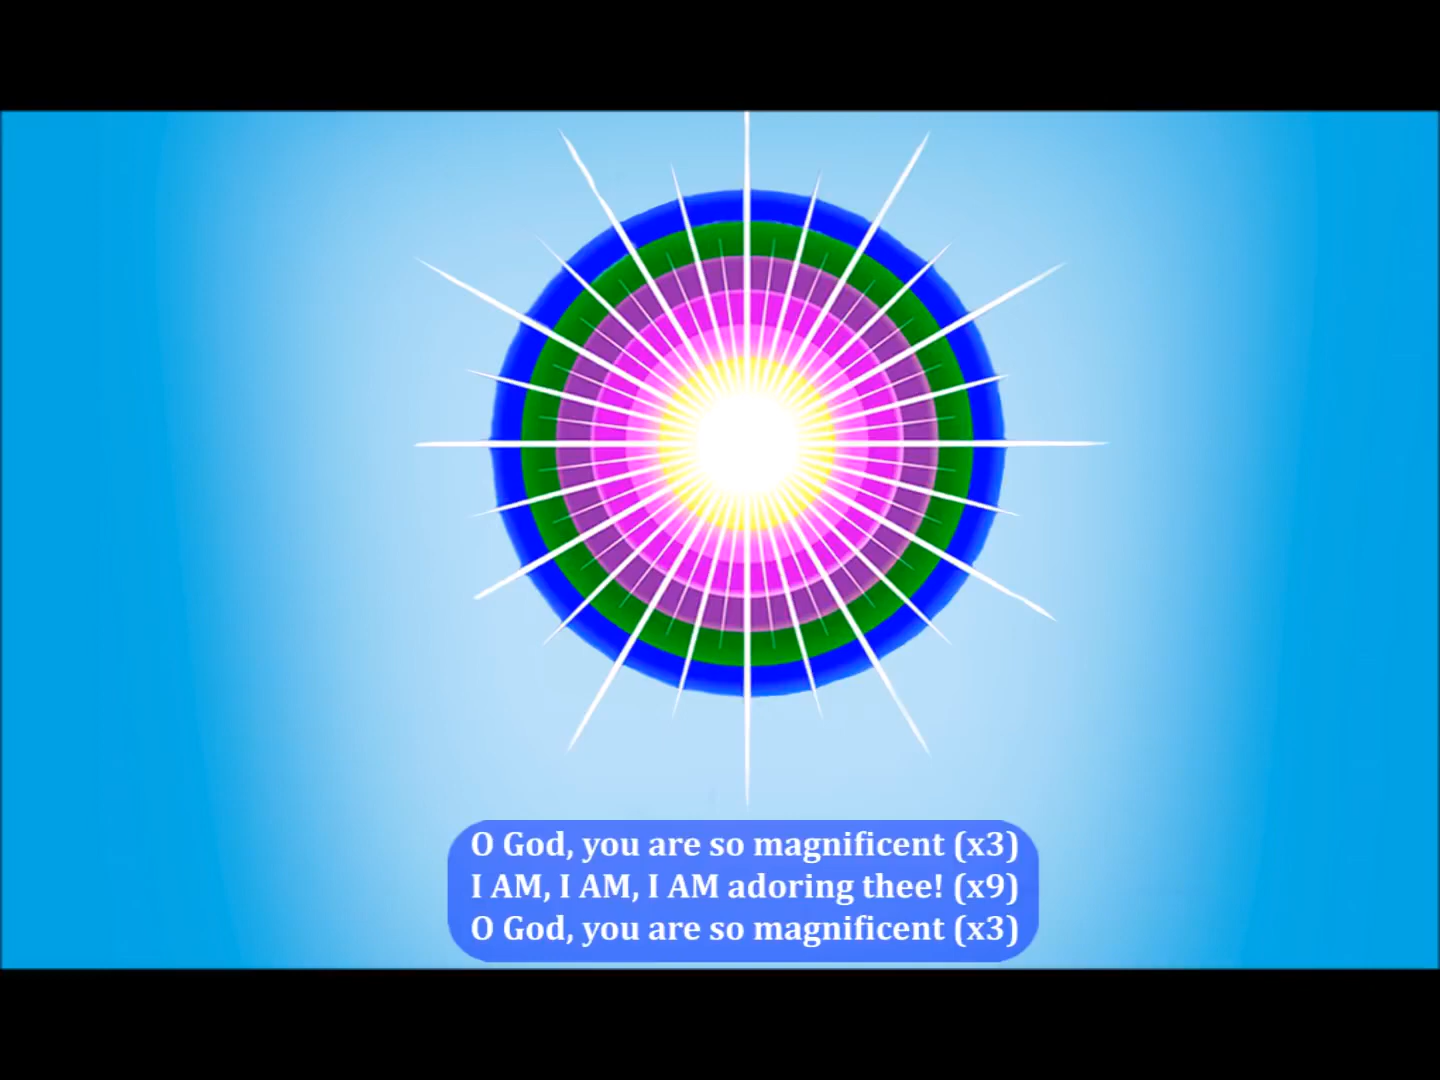 O God, you are so magnificent (x3)
I AM, I AM, I AM adoring thee! (x9)
O God, you are so magnificent (x3)